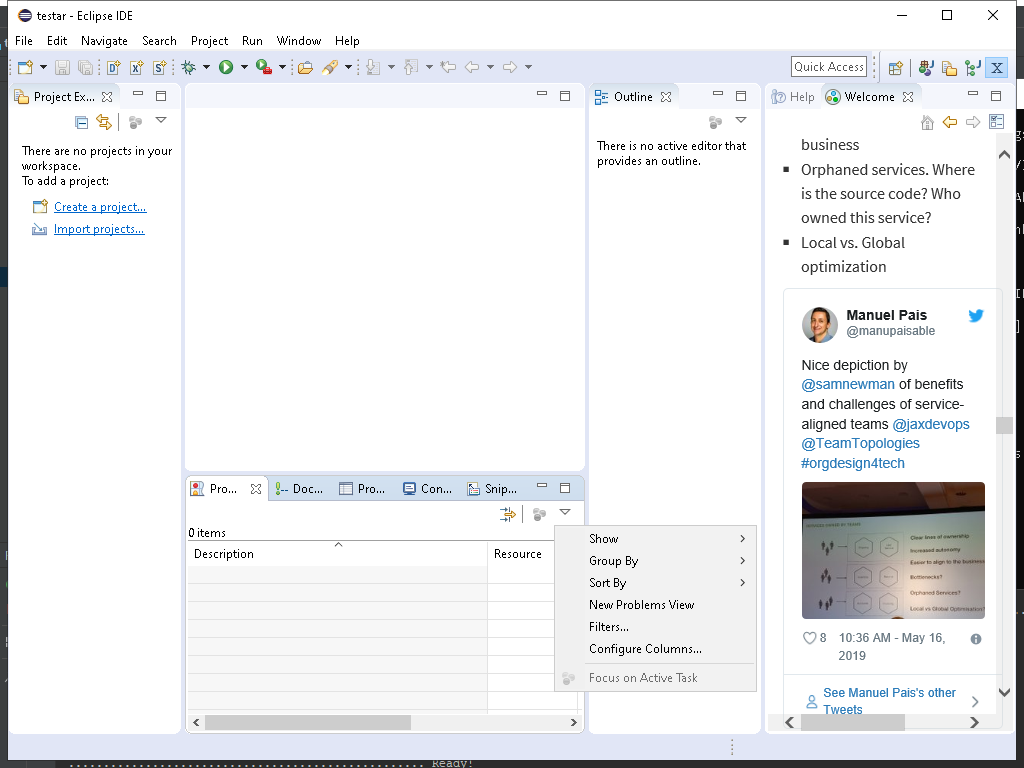 testar - Eclipse IDE
File Edit Navigate Search Project Run Window Help
Quick Access
Project Ex...
Outline
Help
Welcome
There are no projects in your
workspace.
To add a project:
Create a project...
Import projects...
There is no active editor that
provides an outline.
business
Orphaned services. Where
is the source code? Who
owned this service?
Local vs. Global
optimization
Manuel Pais
@manupaisable
Nice depiction by
@samnewman of benefits
and challenges of service-
aligned teams @jaxdevops
@TeamTopologies
#orgdesign4tech
Clear lines of ownership
Increased autonomy
Easier to align to the business
Bottlenecks?
Orphaned Services?
Local vs Global Optimisation?
8 10:36 AM - May 16,
2019
See Manuel Pais's other
Tweets
Pro... Doc... Pro... Con... Snip...
0 items
Description Resource
Show
Group By
Sort By
New Problems View
Filters...
Configure Columns...
Focus on Active Task
Ready!